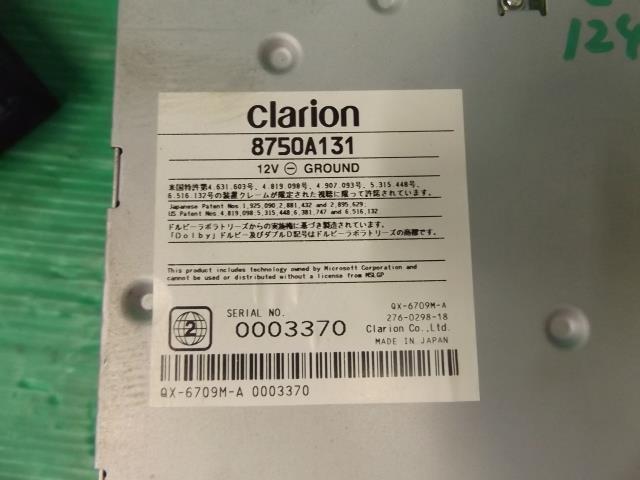 124
clarion
8750A131
12V ⊖ GROUND
米国特許第4.631.603号、4.819.098号、4.907.093号、5.315.448号、
6.516.132号の装置クレームが限定された視聴に限って許諾されています。
Japanese Patent Nos 1,925,090,2,881,432 and 2,895,629;
US Patent Nos.4,819,098;5,315,448;6,381,747 and 6,516,132
ドルビーラボラトリーズからの実施権に基づき製造されています。
「Dolby」ドルビー及びダブルD記号はドルビーラボラトリーズの商標です。
This product includes technology owned by Microsoft Corporation and
cannot be used or distributed without a license from MSLGP
2
SERIAL NO.
0003370
QX-6709M-A
276-0298-18
Clarion Co.,Ltd.
MADE IN JAPAN
QX-6709M-A 0003370